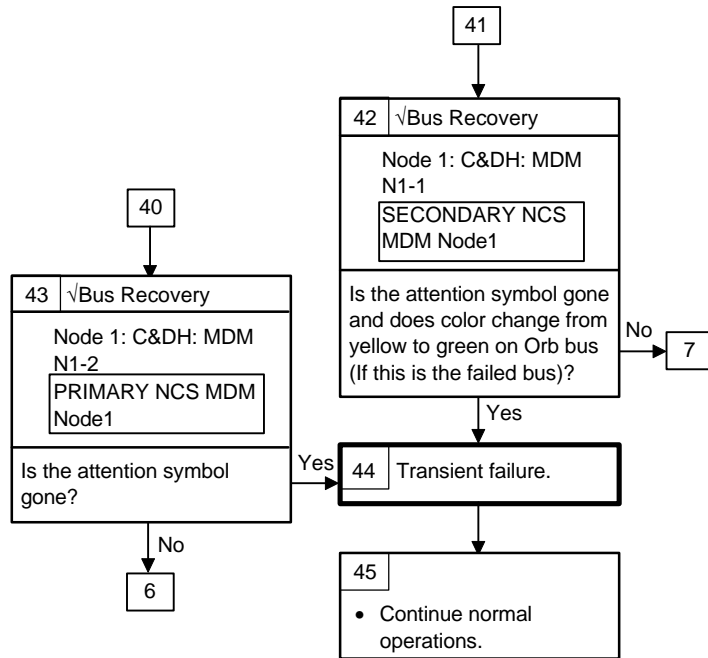 41
42 √Bus Recovery
Node 1: C&DH: MDM
N1-1
SECONDARY NCS
MDM Node1
Is the attention symbol gone
and does color change from
yellow to green on Orb bus
(If this is the failed bus)?
No
7
Yes
40
43 √Bus Recovery
Node 1: C&DH: MDM
N1-2
PRIMARY NCS MDM
Node1
Is the attention symbol
gone?
Yes
No
6
44 Transient failure.
45
• Continue normal
operations.